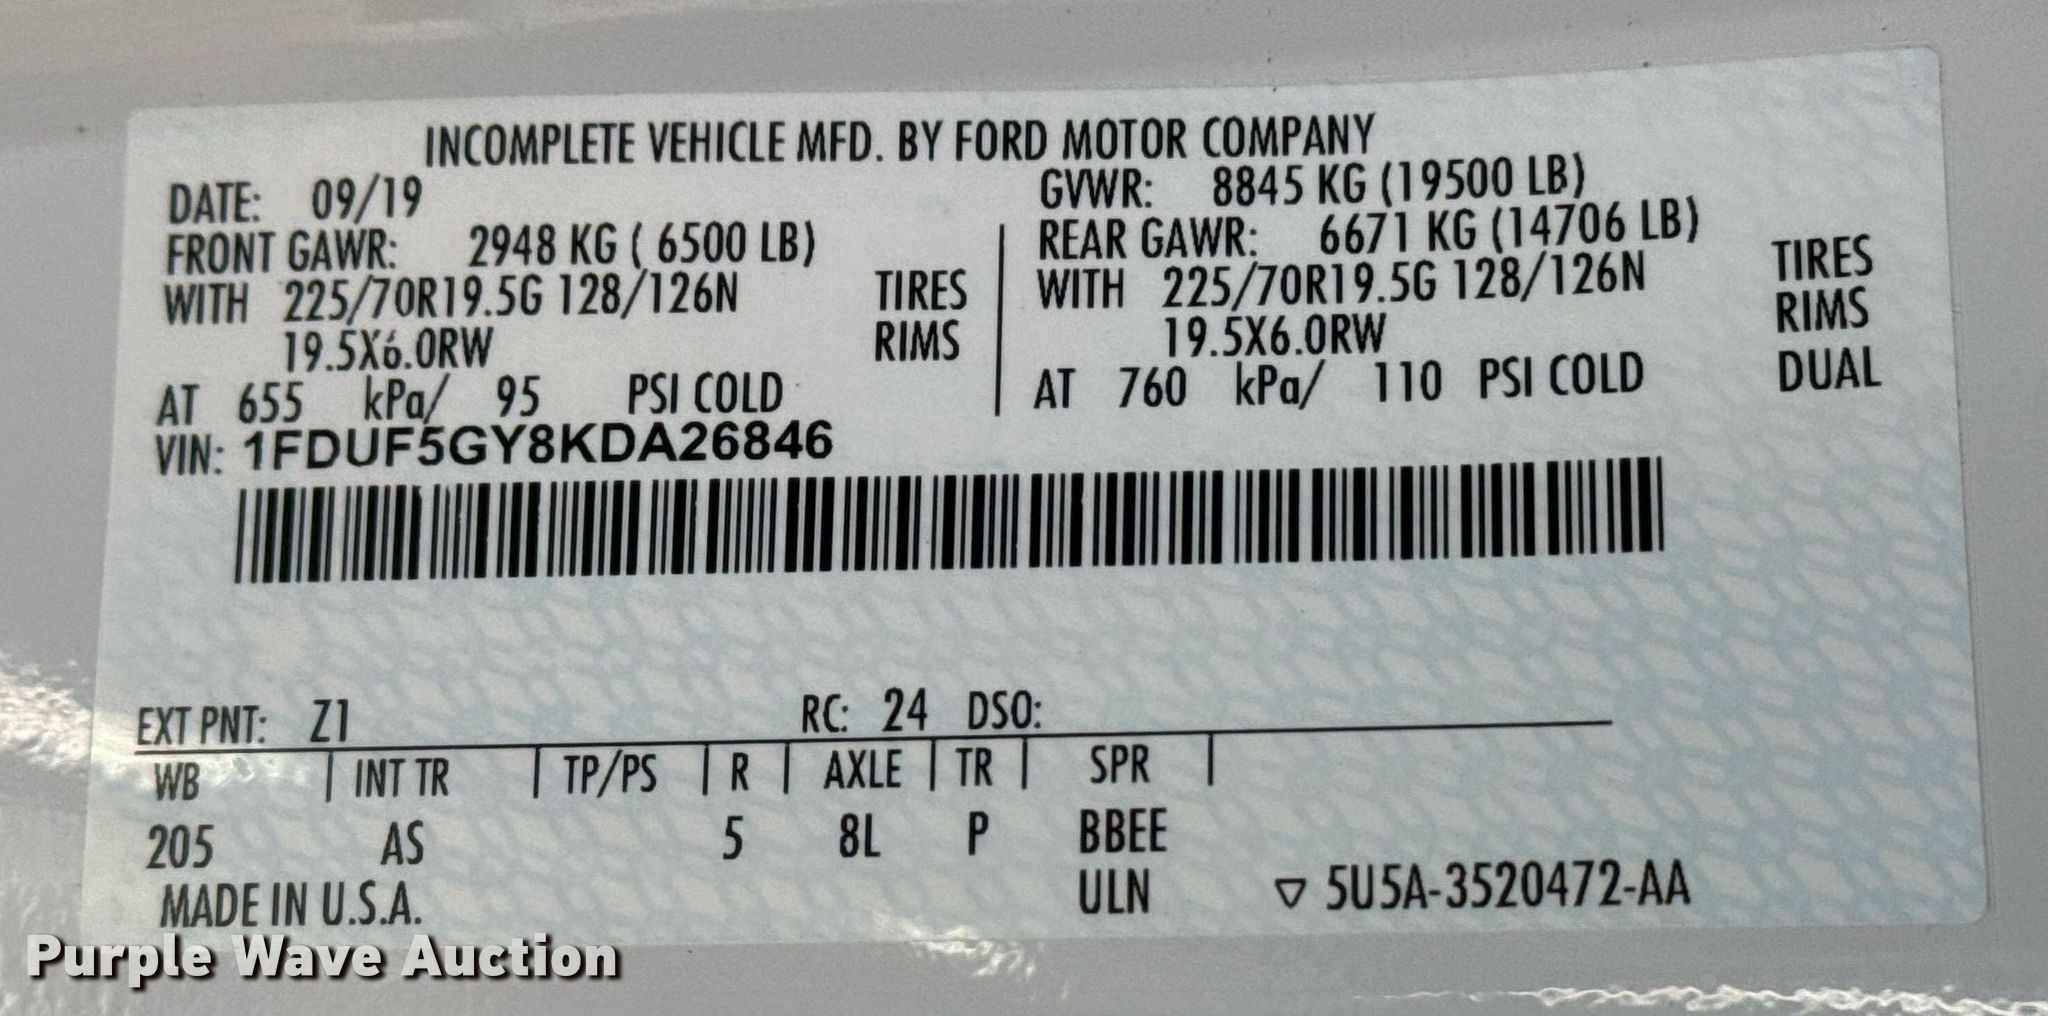 INCOMPLETE VEHICLE MFD. BY FORD MOTOR COMPANY
DATE: 09/19 GVWR: 8845 KG (19500 LB)
FRONT GAWR: 2948 KG ( 6500 LB) REAR GAWR: 6671 KG (14706 LB)
WITH 225/70R19.5G 128/126N TIRES WITH 225/70R19.5G 128/126N TIRES
19.5X6.0RW RIMS 19.5X6.0RW RIMS
AT 655 kPa/ 95 PSI COLD AT 760 kPa/ 110 PSI COLD DUAL
VIN: 1FDUF5GY8KDA26846
EXT PNT: Z1 RC: 24 DSO:
WB INT TR TP/PS R AXLE TR SPR
205 AS 5 8L P BBEE
MADE IN U.S.A. ULN ▽ 5U5A-3520472-AA
Purple Wave Auction